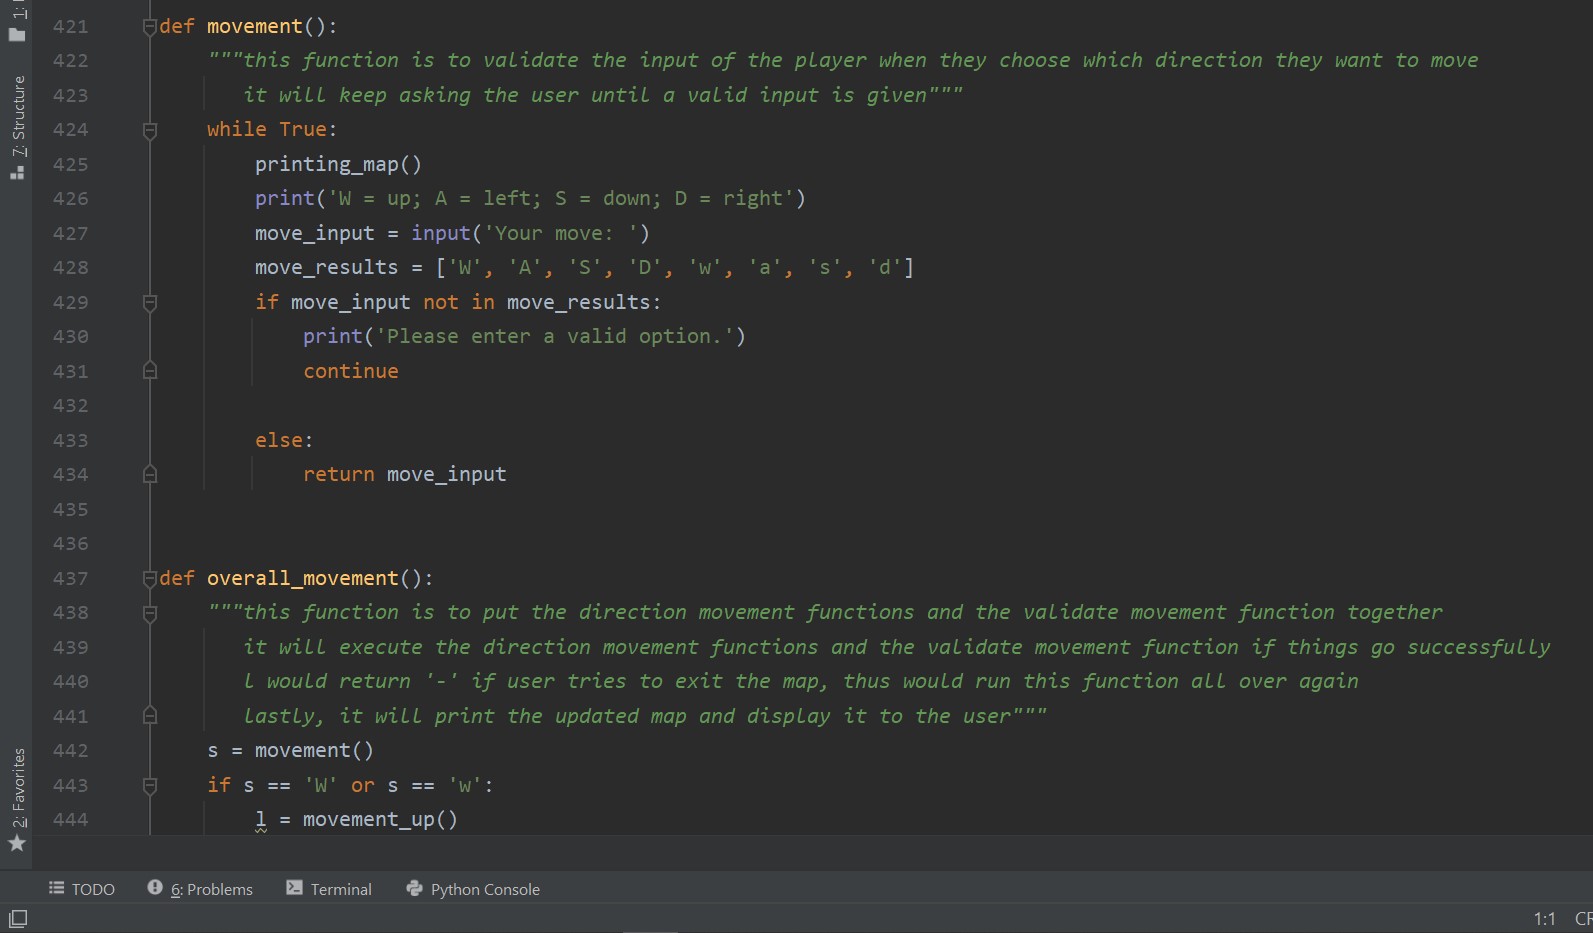 1:
7: Structure
2: Favorites
421 def movement():
422 """this function is to validate the input of the player when they choose which direction they want to move
423 it will keep asking the user until a valid input is given"""
424 while True:
425 printing_map()
426 print('W = up; A = left; S = down; D = right')
427 move_input = input('Your move: ')
428 move_results = ['W', 'A', 'S', 'D', 'w', 'a', 's', 'd']
429 if move_input not in move_results:
430 print('Please enter a valid option.')
431 continue
432
433 else:
434 return move_input
435
436
437 def overall_movement():
438 """this function is to put the direction movement functions and the validate movement function together
439 it will execute the direction movement functions and the validate movement function if things go successfully
440 l would return '-' if user tries to exit the map, thus would run this function all over again
441 lastly, it will print the updated map and display it to the user"""
442 s = movement()
443 if s == 'W' or s == 'w':
444 l = movement_up()
TODO 6: Problems Terminal Python Console
1:1 CR